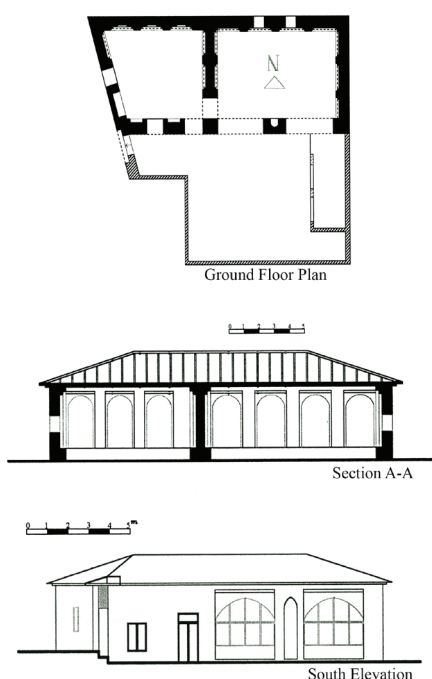 N
Ground Floor Plan
0 1 2 3 4 5
Section A-A
0 1 2 3 4 5 m
South Elevation